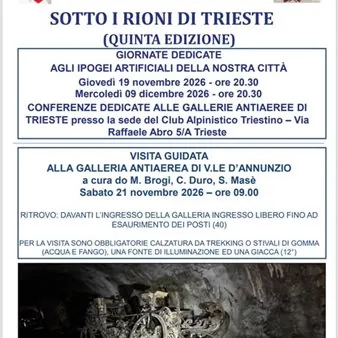 SOTTO I RIONI DI TRIESTE
(QUINTA EDIZIONE)
GIORNATE DEDICATE
AGLI IPOGEI ARTIFICIALI DELLA NOSTRA CITTÀ
Giovedì 19 novembre 2026 - ore 20.30
Mercoledì 09 dicembre 2026 - ore 20.30
CONFERENZE DEDICATE ALLE GALLERIE ANTIAEREE DI
TRIESTE presso la sede del Club Alpinistico Triestino – Via
Raffaele Abro 5/A Trieste
VISITA GUIDATA
ALLA GALLERIA ANTIAEREA DI V.LE D'ANNUNZIO
a cura do M. Brogi, C. Duro, S. Masè
Sabato 21 novembre 2026 – ore 09.00
RITROVO: DAVANTI L'INGRESSO DELLA GALLERIA INGRESSO LIBERO FINO AD
ESAURIMENTO DEI POSTI (40)
PER LA VISITA SONO OBBLIGATORIE CALZATURA DA TREKKING O STIVALI DI GOMMA
(ACQUA E FANGO), UNA FONTE DI ILLUMINAZIONE ED UNA GIACCA (12°)